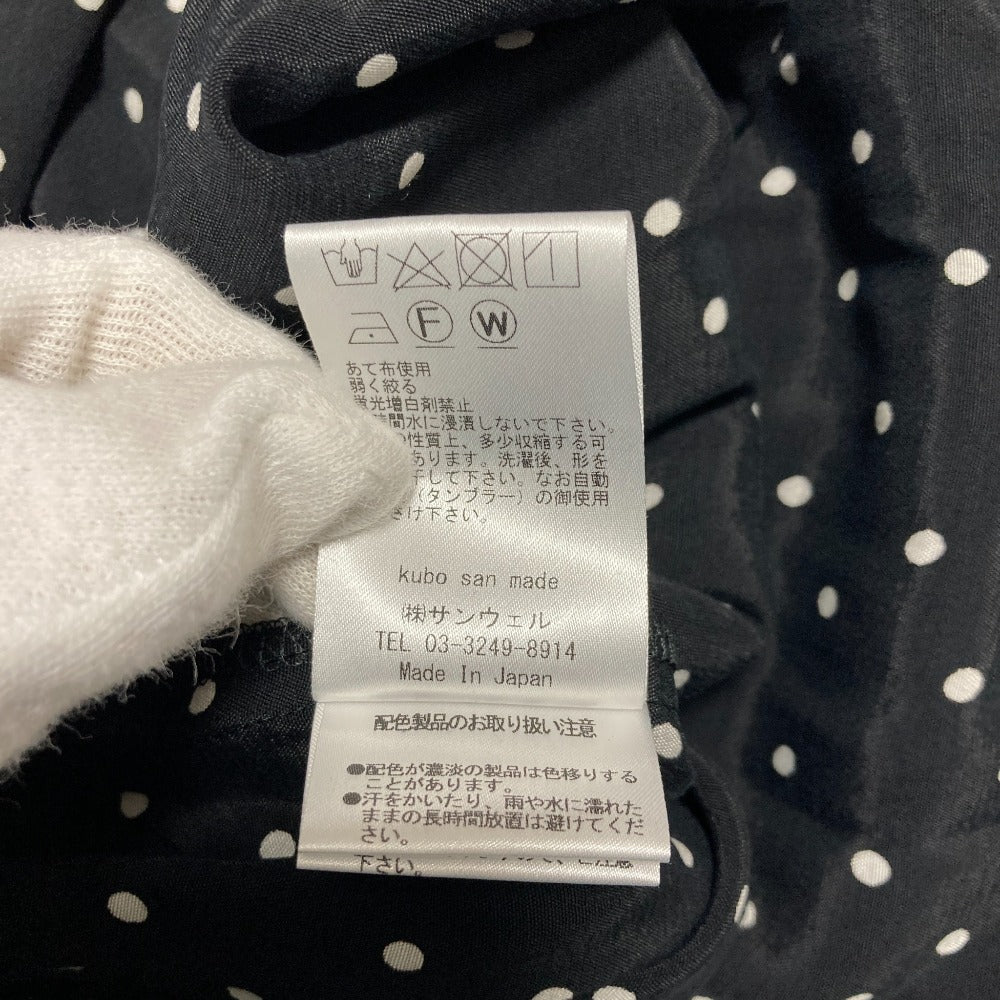 F W
あて布使用
弱く絞る
蛍光増白剤禁止
時間水に浸漬しないで下さい。
の性質上、多少収縮する可
あります。洗濯後、形を
干して下さい。なお自動
(タンブラー)の御使用
さけ下さい。
kubo san made
㈱サンウェル
TEL 03-3249-8914
Made In Japan
配色製品のお取り扱い注意
●配色が濃淡の製品は色移りする
ことがあります。
●汗をかいたり、雨や水に濡れた
ままの長時間放置は避けてくだ
さい。
下さい。